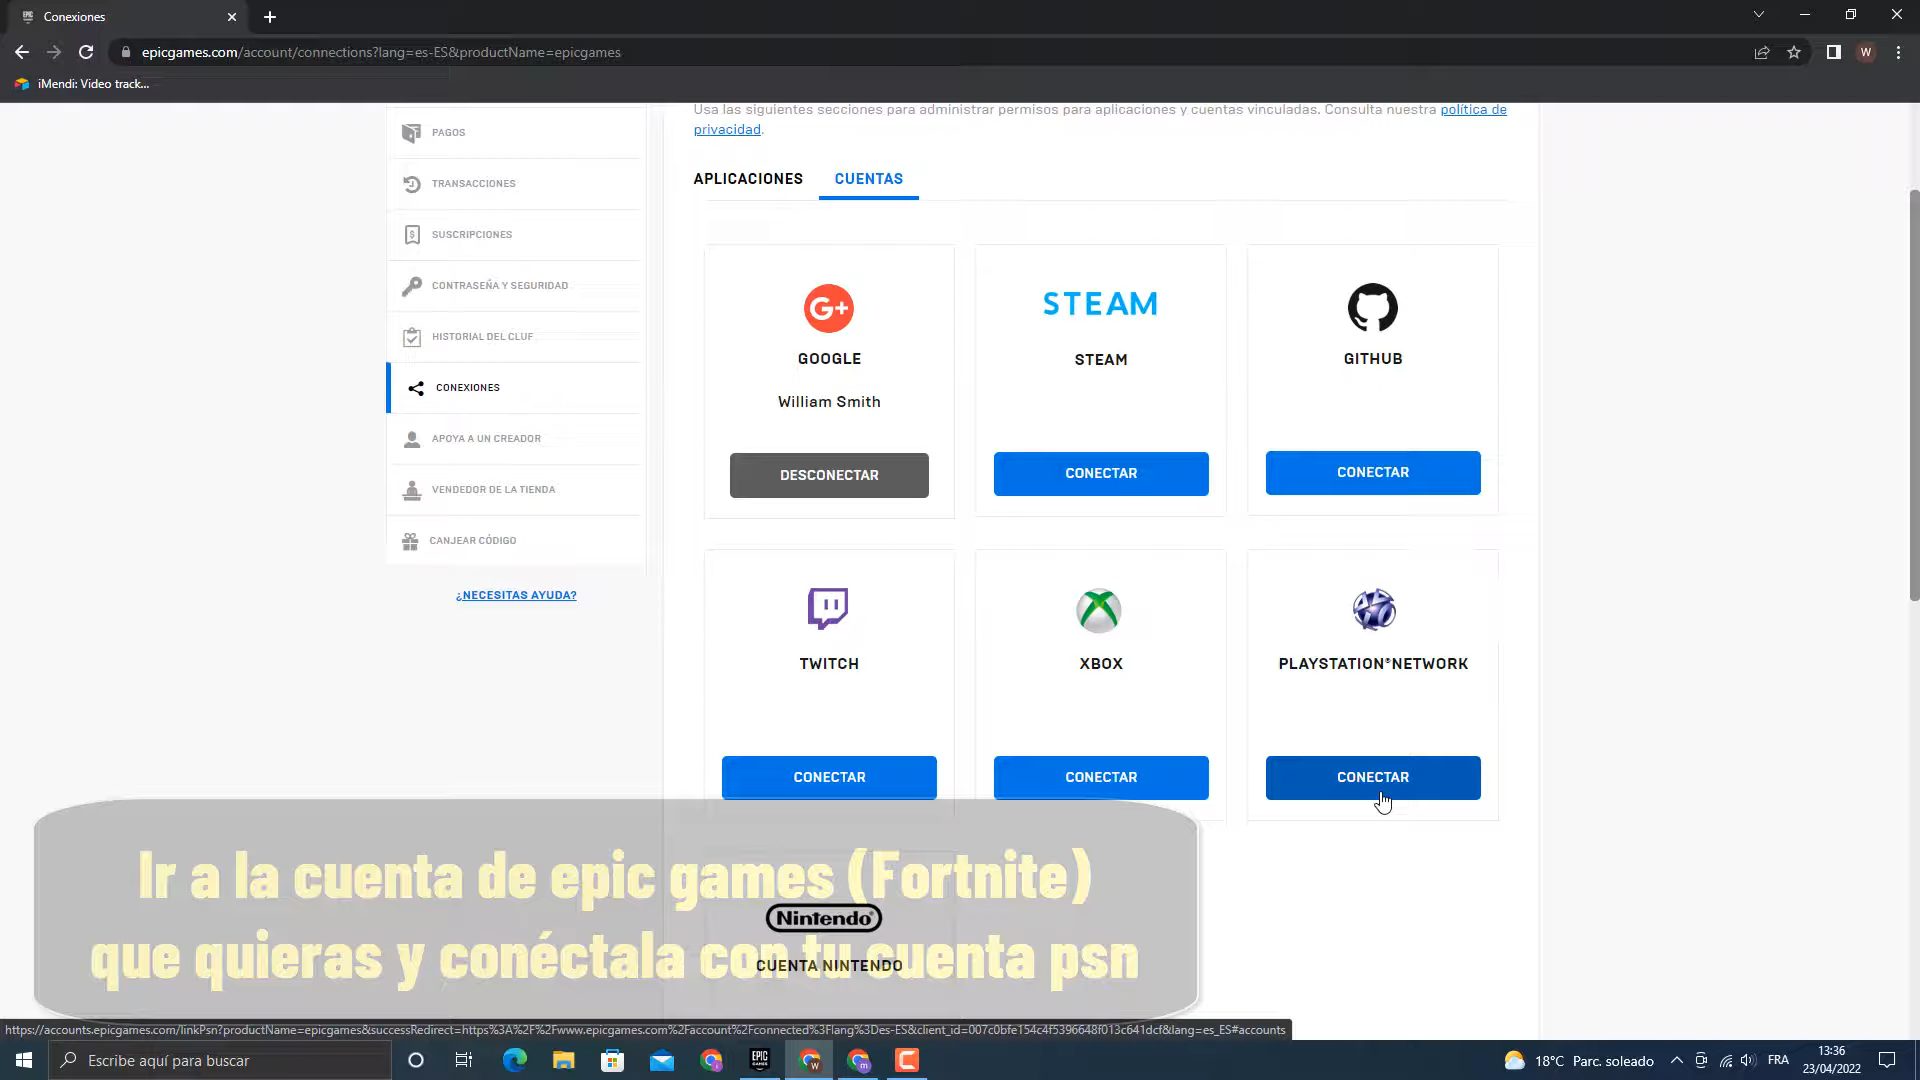 Conexiones
epicgames.com/account/connections?lang=es-ES&productName=epicgames
W
iMendi: Video track...
Usa las siguientes secciones para administrar permisos para aplicaciones y cuentas vinculadas. Consulta nuestra política de
privacidad.
PAGOS
TRANSACCIONES
SUSCRIPCIONES
CONTRASEÑA Y SEGURIDAD
HISTORIAL DEL CLUF
CONEXIONES
APOYA A UN CREADOR
VENDEDOR DE LA TIENDA
CANJEAR CÓDIGO
¿NECESITAS AYUDA?
APLICACIONES
CUENTAS
G+
GOOGLE
William Smith
DESCONECTAR
STEAM
STEAM
CONECTAR
GITHUB
CONECTAR
TWITCH
CONECTAR
XBOX
CONECTAR
PLAYSTATION®NETWORK
CONECTAR
Nintendo®
CUENTA NINTENDO
Ir a la cuenta de epic games (Fortnite)
que quieras y conéctala con tu cuenta psn
https://accounts.epicgames.com/linkPsn?productName=epicgames&successRedirect=https%3A%2F%2Fwww.epicgames.com%2Faccount%2Fconnected%3Flang%3Des-ES&client_id=007c0bfe154c4f5396648f013c641dcf&lang=es_ES#accounts
Escribe aquí para buscar
EPIC GAMES
18°C Parc. soleado
FRA
13:36
23/04/2022